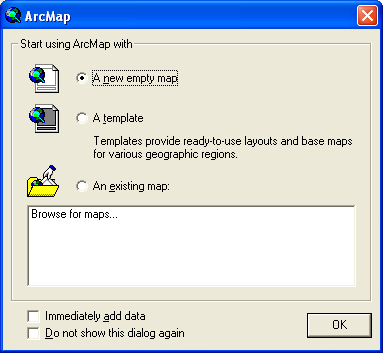 ArcMap
Start using ArcMap with
A new empty map
A template
Templates provide ready-to-use layouts and base maps
for various geographic regions.
An existing map:
Browse for maps...
Immediately add data
Do not show this dialog again
OK